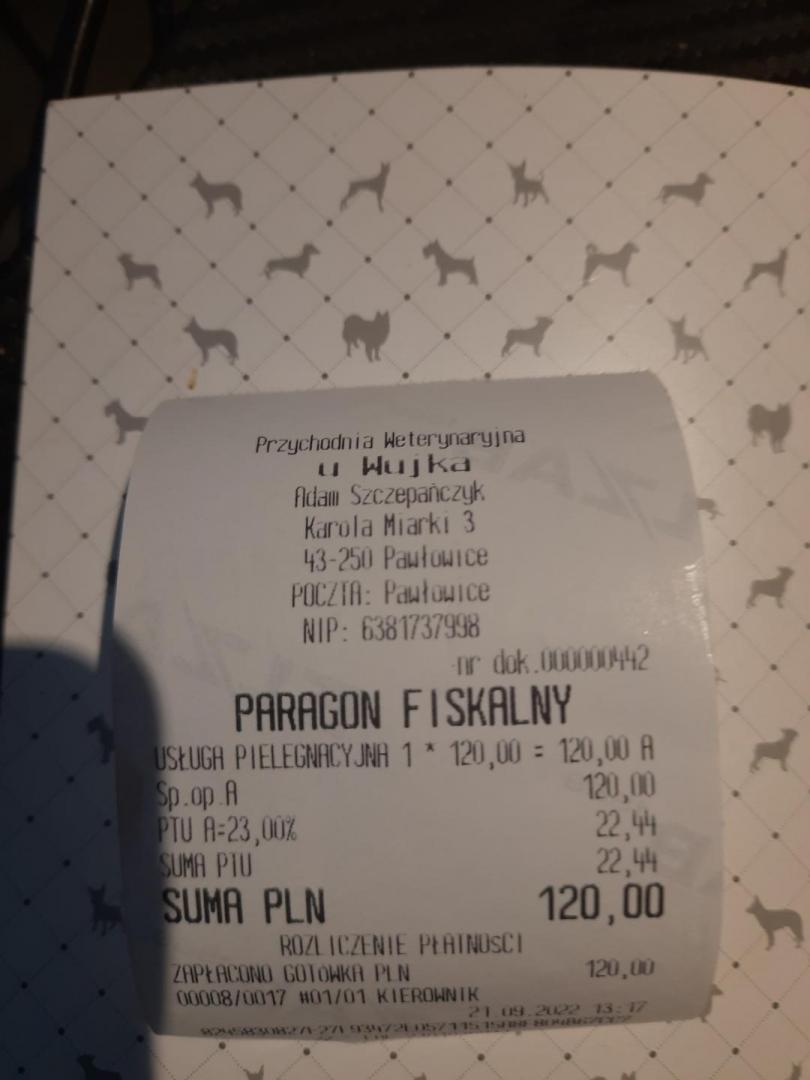 Przychodnia Weterynaryjna
u Wujka
Adam Szczepańczyk
Karola Miarki 3
43-250 Pawłowice
POCZTA: Pawłowice
NIP: 6381737998
nr dok.000000442
PARAGON FISKALNY
USŁUGA PIELEGNACYJNA 1 * 120,00 = 120,00 A
Sp.op.A 120,00
PTU A=23,00% 22,44
SUMA PTU 22,44
SUMA PLN 120,00
ROZLICZENIE PŁATNOŚCI
ZAPŁACONO GOTÓWKA PLN 120,00
00008/0017 #01/01 KIEROWNIK
21.09.2022 13:17